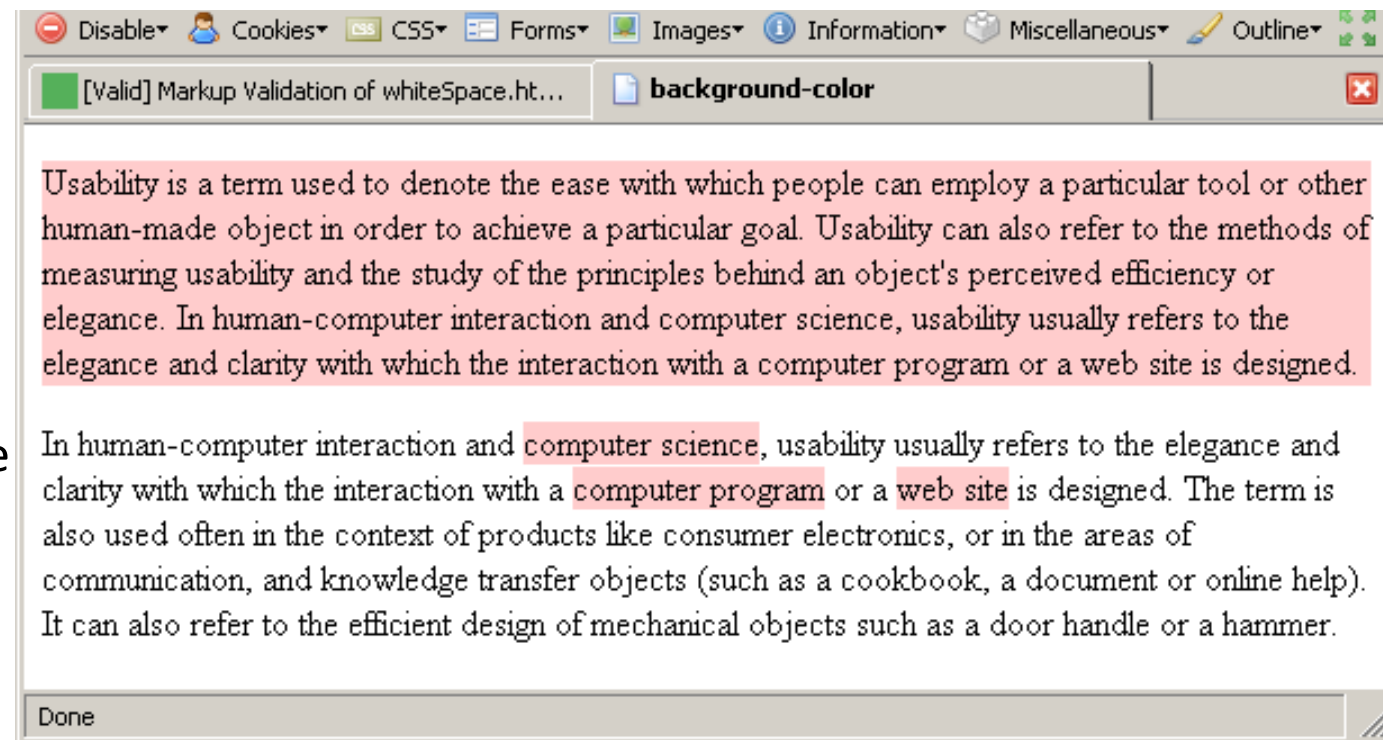 Disable Cookies CSS CSS Forms Images Information Miscellaneous Outline
[Valid] Markup Validation of whiteSpace.ht... background-color
Usability is a term used to denote the ease with which people can employ a particular tool or other
human-made object in order to achieve a particular goal. Usability can also refer to the methods of
measuring usability and the study of the principles behind an object's perceived efficiency or
elegance. In human-computer interaction and computer science, usability usually refers to the
elegance and clarity with which the interaction with a computer program or a web site is designed.
e In human-computer interaction and computer science, usability usually refers to the elegance and
clarity with which the interaction with a computer program or a web site is designed. The term is
also used often in the context of products like consumer electronics, or in the areas of
communication, and knowledge transfer objects (such as a cookbook, a document or online help).
It can also refer to the efficient design of mechanical objects such as a door handle or a hammer.
Done